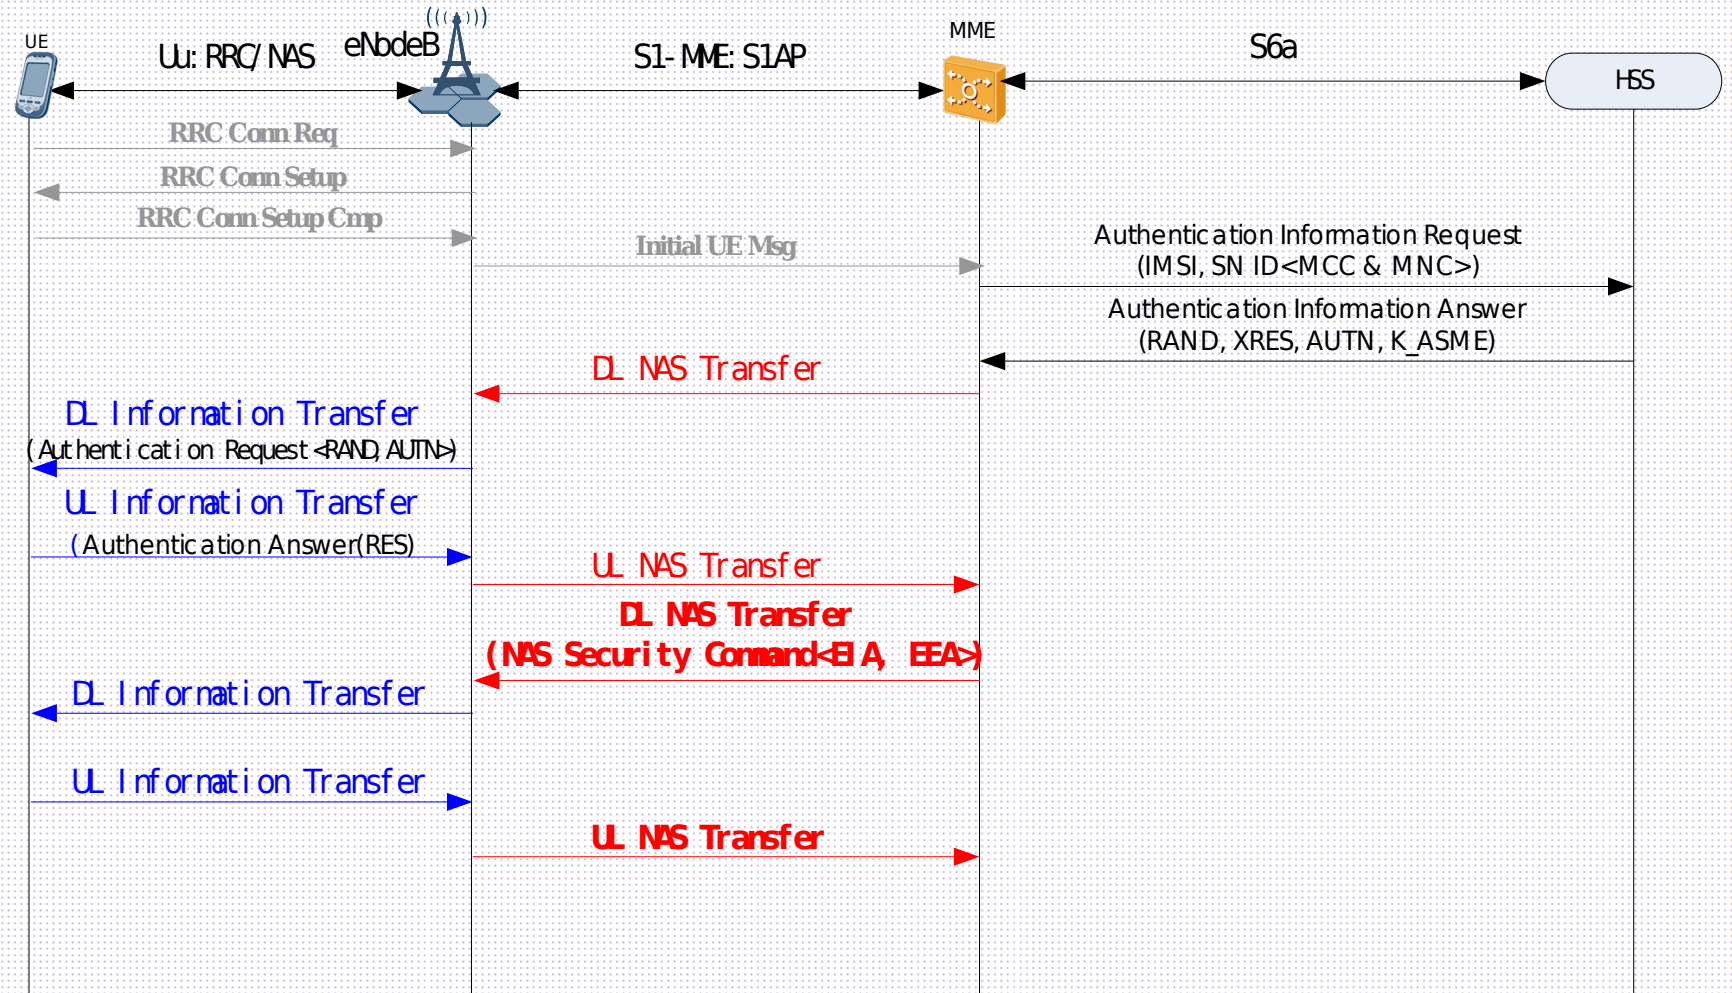 UE
Uu: RRC/NAS
eNodeB
S1-MME: S1AP
MME
S6a
HSS
RRC Conn Req
RRC Conn Setup
RRC Conn Setup Cmp
Initial UE Msg
Authentication Information Request
(IMSI, SN ID<MCC & MNC>)
Authentication Information Answer
(RAND, XRES, AUTN, K_ASME)
DL NAS Transfer
DL Information Transfer
(Authentication Request<RAND, AUTN>)
UL Information Transfer
(Authentication Answer(RES)
UL NAS Transfer
DL NAS Transfer
(NAS Security Command<EIA, EEA>)
DL Information Transfer
UL Information Transfer
UL NAS Transfer